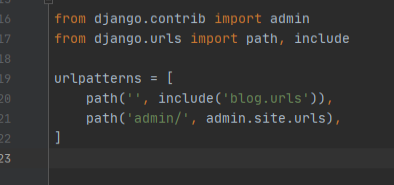 16 from django.contrib import admin
17 from django.urls import path, include
18
19 urlpatterns = [
20     path('', include('blog.urls')),
21     path('admin/', admin.site.urls),
22 ]
23